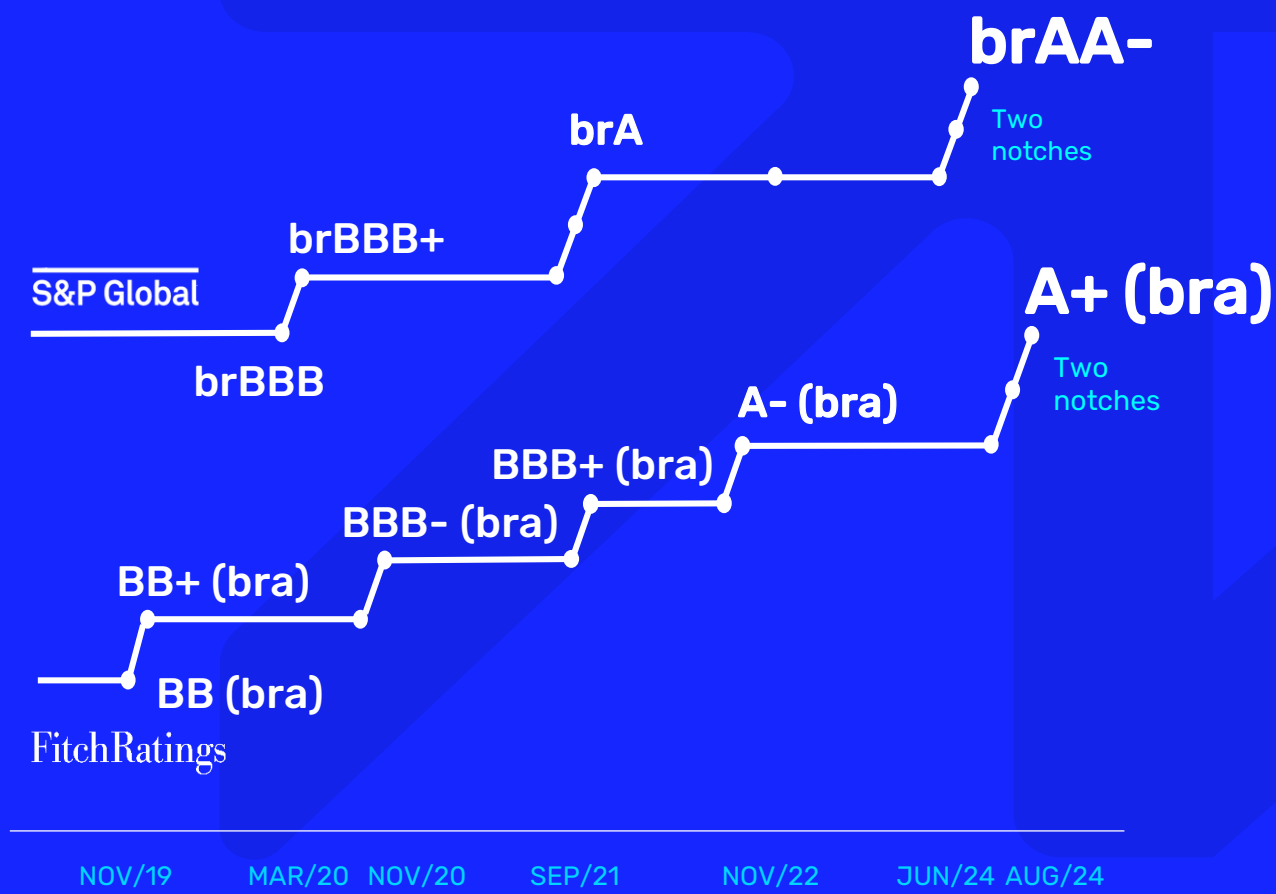 brAA-
Two
notches
brA
brBBB+
S&P Global
brBBB
A+ (bra)
Two
notches
A- (bra)
BBB+ (bra)
BBB- (bra)
BB+ (bra)
BB (bra)
FitchRatings
NOV/19 MAR/20 NOV/20 SEP/21 NOV/22 JUN/24 AUG/24